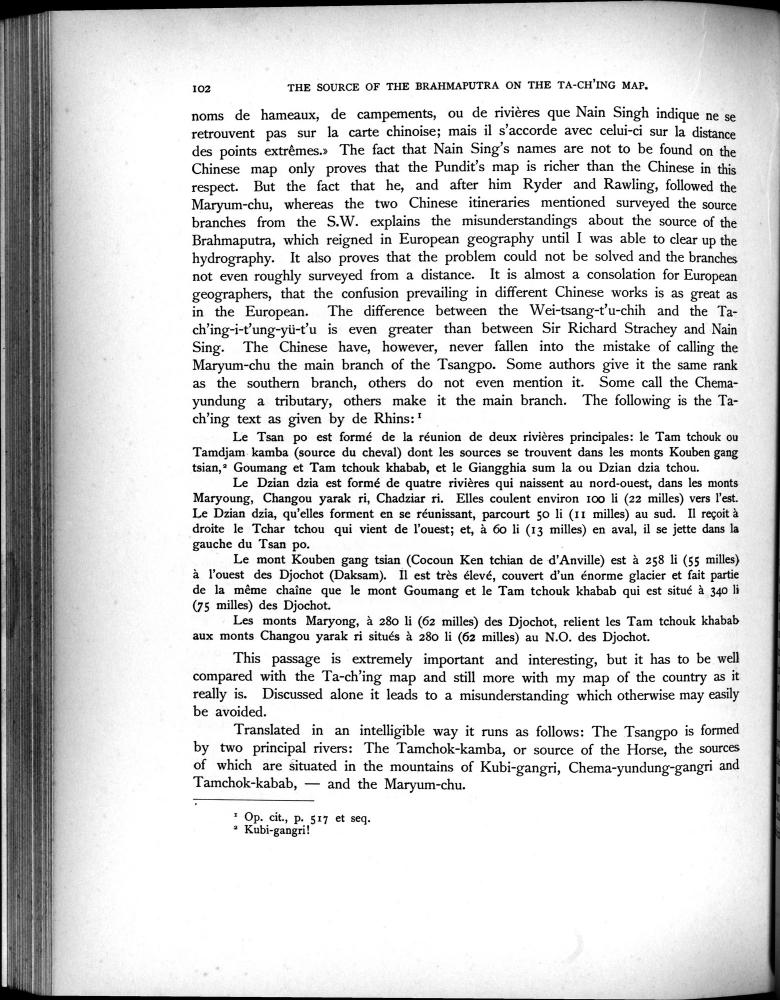 102 THE SOURCE OF THE BRAHMAPUTRA ON THE TA-CH'ING MAP.
noms de hameaux, de campements, ou de rivières que Nain Singh indique ne se
retrouvent pas sur la carte chinoise; mais il s'accorde avec celui-ci sur la distance
des points extrêmes.» The fact that Nain Sing's names are not to be found on the
Chinese map only proves that the Pundit's map is richer than the Chinese in this
respect. But the fact that he, and after him Ryder and Rawling, followed the
Maryum-chu, whereas the two Chinese itineraries mentioned surveyed the source
branches from the S.W. explains the misunderstandings about the source of the
Brahmaputra, which reigned in European geography until I was able to clear up the
hydrography. It also proves that the problem could not be solved and the branches
not even roughly surveyed from a distance. It is almost a consolation for European
geographers, that the confusion prevailing in different Chinese works is as great as
in the European. The difference between the Wei-tsang-t'u-chih and the Ta-
ch'ing-i-t'ung-yü-t'u is even greater than between Sir Richard Strachey and Nain
Sing. The Chinese have, however, never fallen into the mistake of calling the
Maryum-chu the main branch of the Tsangpo. Some authors give it the same rank
as the southern branch, others do not even mention it. Some call the Chema-
yundung a tributary, others make it the main branch. The following is the Ta-
ch'ing text as given by de Rhins: ¹
Le Tsan po est formé de la réunion de deux rivières principales: le Tam tchouk ou
Tamdjam kamba (source du cheval) dont les sources se trouvent dans les monts Kouben gang
tsian,² Goumang et Tam tchouk khabab, et le Giangghia sum la ou Dzian dzia tchou.
Le Dzian dzia est formé de quatre rivières qui naissent au nord-ouest, dans les monts
Maryoung, Changou yarak ri, Chadziar ri. Elles coulent environ 100 li (22 milles) vers l'est.
Le Dzian dzia, qu'elles forment en se réunissant, parcourt 50 li (11 milles) au sud. Il reçoit à
droite le Tchar tchou qui vient de l'ouest; et, à 60 li (13 milles) en aval, il se jette dans la
gauche du Tsan po.
Le mont Kouben gang tsian (Cocoun Ken tchian de d'Anville) est à 258 li (55 milles)
à l'ouest des Djochot (Daksam). Il est très élevé, couvert d'un énorme glacier et fait partie
de la même chaîne que le mont Goumang et le Tam tchouk khabab qui est situé à 340 li
(75 milles) des Djochot.
Les monts Maryong, à 280 li (62 milles) des Djochot, relient les Tam tchouk khabab
aux monts Changou yarak ri situés à 280 li (62 milles) au N.O. des Djochot.
This passage is extremely important and interesting, but it has to be well
compared with the Ta-ch'ing map and still more with my map of the country as it
really is. Discussed alone it leads to a misunderstanding which otherwise may easily
be avoided.
Translated in an intelligible way it runs as follows: The Tsangpo is formed
by two principal rivers: The Tamchok-kamba, or source of the Horse, the sources
of which are situated in the mountains of Kubi-gangri, Chema-yundung-gangri and
Tamchok-kabab, — and the Maryum-chu.
¹ Op. cit., p. 517 et seq.
² Kubi-gangri!